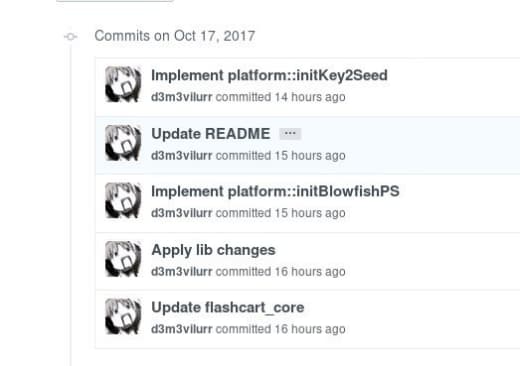 Commits on Oct 17, 2017
Implement platform::initKey2Seed
d3m3vilurr committed 14 hours ago
Update README ...
d3m3vilurr committed 15 hours ago
Implement platform::initBlowfishPS
d3m3vilurr committed 15 hours ago
Apply lib changes
d3m3vilurr committed 16 hours ago
Update flashcart_core
d3m3vilurr committed 16 hours ago